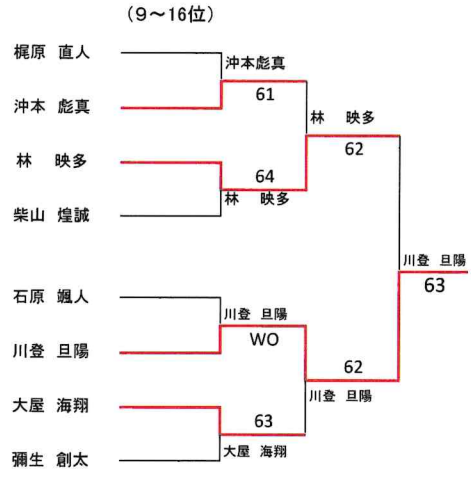 （9～16位）
梶原 直人
沖本彪真
沖本 彪真
61
林 映多
林 映多
62
64
林 映多
柴山 煌誠
川登 旦陽
63
石原 颯人
川登 旦陽
WO
川登 旦陽
62
川登 旦陽
大屋 海翔
63
大屋 海翔
彌生 創太